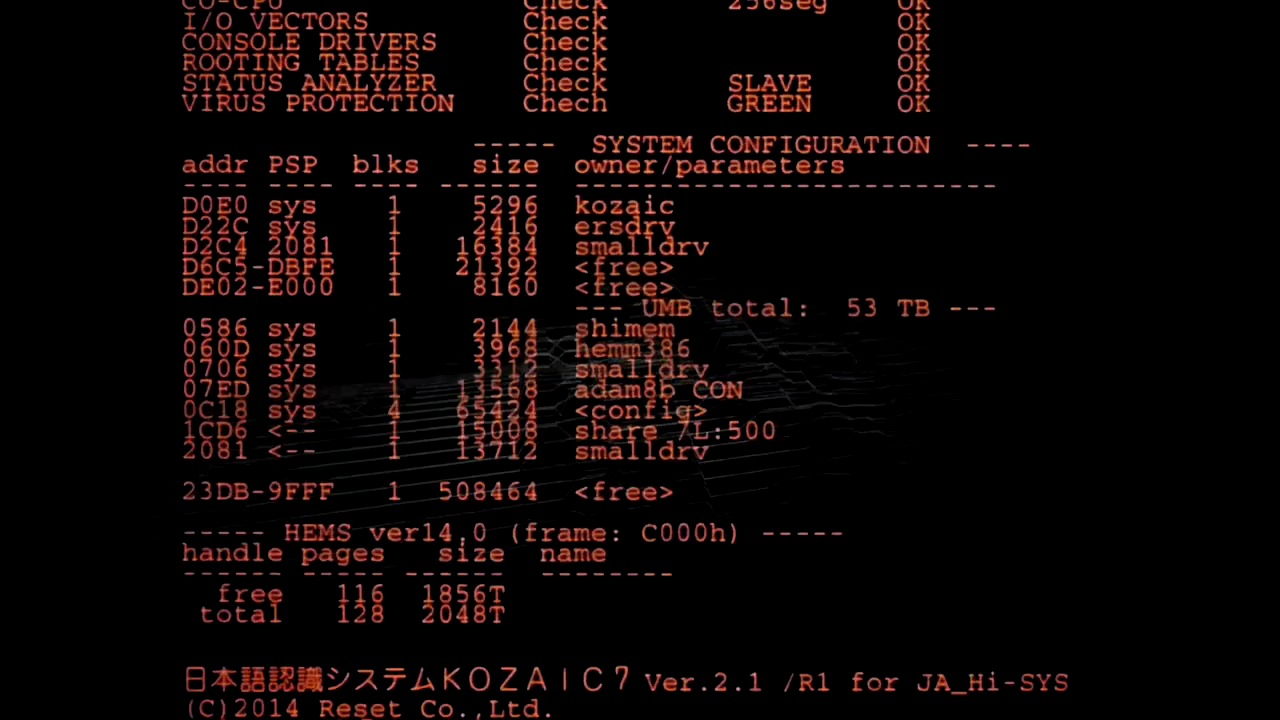 CO-CPU Check 256seg OK
I/O VECTORS Check OK
CONSOLE DRIVERS Check OK
ROOTING TABLES Check OK
STATUS ANALYZER Check SLAVE OK
VIRUS PROTECTION Chech GREEN OK
----- SYSTEM CONFIGURATION ----
addr PSP blks size owner/parameters
---- ---- ---- ------ -------------------------
D0E0 sys 1 5296 kozaic
D22C sys 1 2416 ersdrv
D2C4 2081 1 16384 smalldrv
D6C5-DBFE 1 21392 <free>
DE02-E000 1 8160 <free>
--- UMB total: 53 TB ---
0586 sys 1 2144 shimem
060D sys 1 3968 hemm386
0706 sys 1 3312 smalldrv
07ED sys 1 13568 adam8b CON
0C18 sys 4 65424 <config>
1CD6 <-- 1 15008 share /L:500
2081 <-- 1 13712 smalldrv
23DB-9FFF 1 508464 <free>
----- HEMS ver14.0 (frame: C000h) -----
handle pages size name
------ ----- ------ --------
free 116 1856T
total 128 2048T
日本語認識システムKOZAIC7 Ver.2.1 /R1 for JA_Hi-SYS
(C)2014 Reset Co.,Ltd.